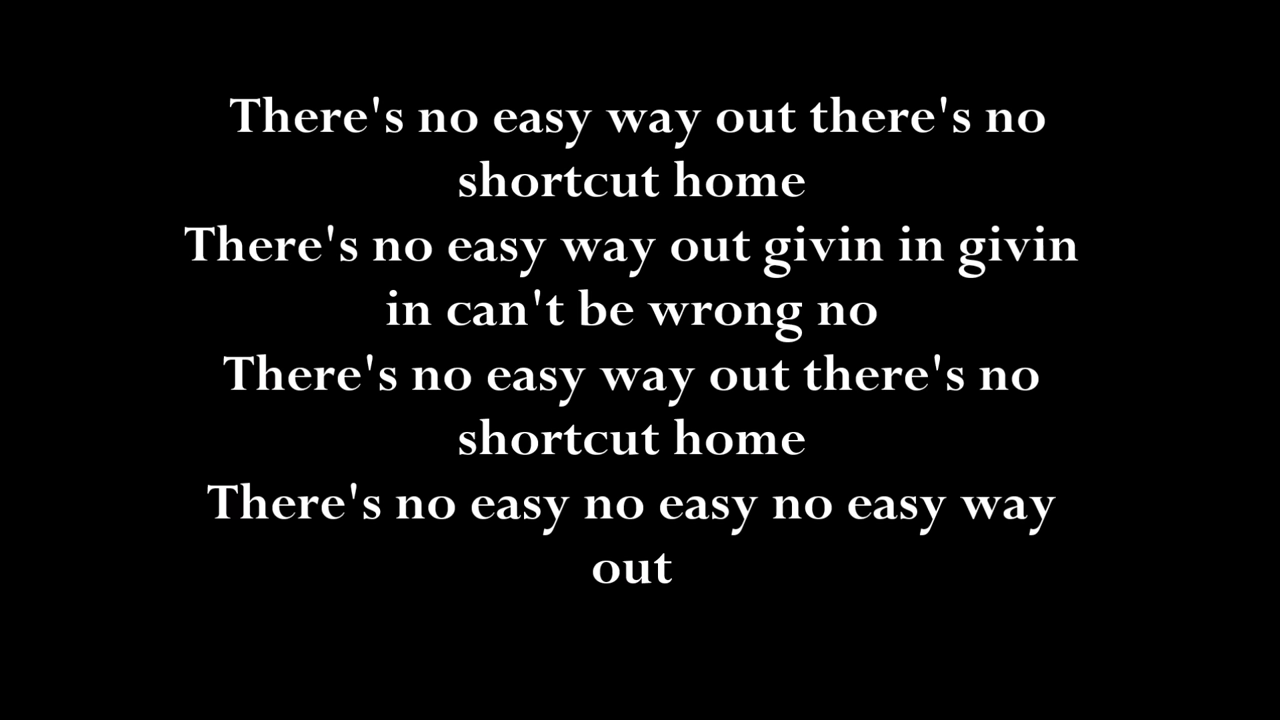 There's no easy way out there's no
shortcut home
There's no easy way out givin in givin
in can't be wrong no
There's no easy way out there's no
shortcut home
There's no easy no easy no easy way
out